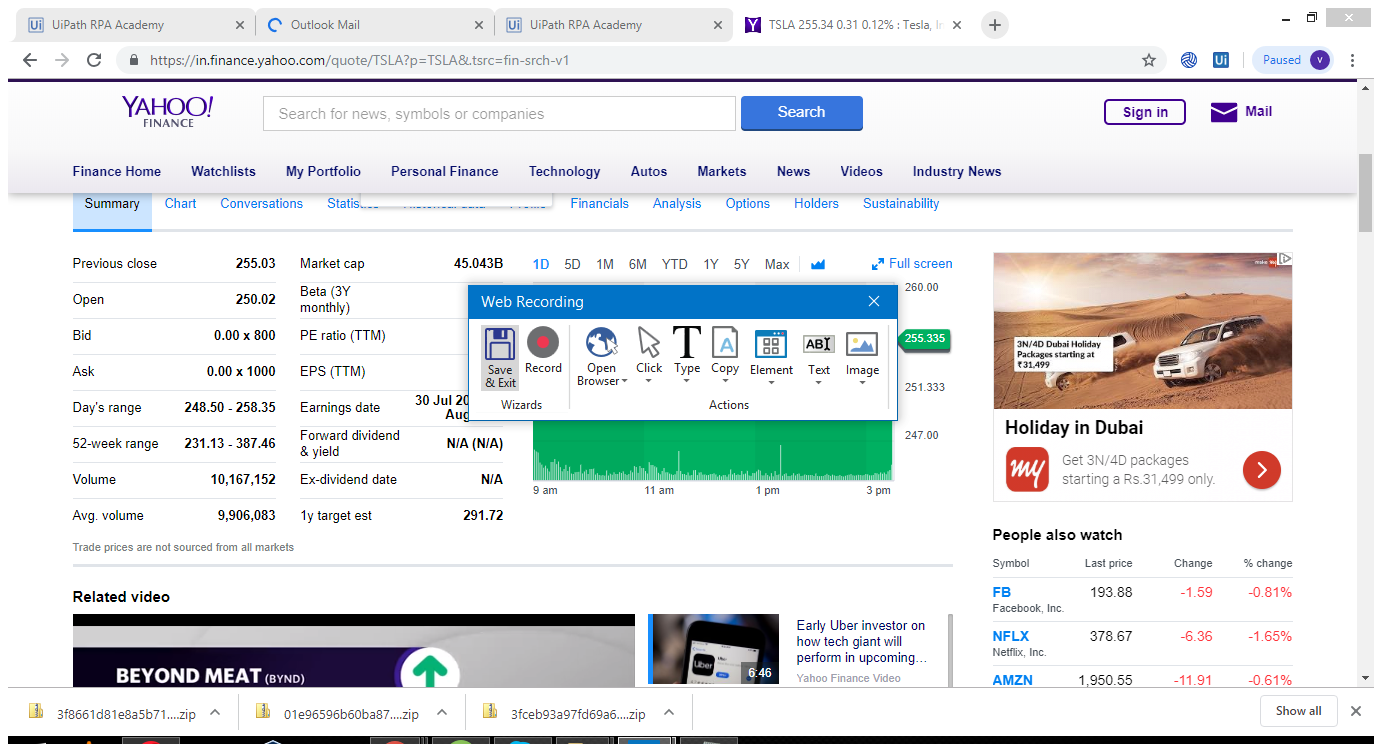 UiPath RPA Academy
Outlook Mail
UiPath RPA Academy
TSLA 255.34 0.31 0.12% : Tesla, In
https://in.finance.yahoo.com/quote/TSLA?p=TSLA&.tsrc=fin-srch-v1
Ui
Paused
V
YAHOO!
FINANCE
Search for news, symbols or companies
Search
Sign in
Mail
Finance Home Watchlists My Portfolio Personal Finance Technology Autos Markets News Videos Industry News
Summary Chart Conversations Statistics Historical data Profile Financials Analysis Options Holders Sustainability
Previous close 255.03
Open 250.02
Bid 0.00 x 800
Ask 0.00 x 1000
Day's range 248.50 - 258.35
52-week range 231.13 - 387.46
Volume 10,167,152
Avg. volume 9,906,083
Market cap 45.043B
Beta (3Y
monthly)
PE ratio (TTM)
EPS (TTM)
Earnings date 30 Jul 20
Aug
Forward dividend
& yield N/A (N/A)
Ex-dividend date N/A
1y target est 291.72
Trade prices are not sourced from all markets
1D 5D 1M 6M YTD 1Y 5Y Max
Full screen
260.00
255.335
251.333
247.00
9 am 11 am 1 pm 3 pm
Web Recording
Save
& Exit
Record
Wizards
Open
Browser
Click
Type
Copy
Element
Text
Image
Actions
3N/4D Dubai Holiday
Packages starting at
₹31,499
Holiday in Dubai
my
Get 3N/4D packages
starting a Rs.31,499 only.
People also watch
Symbol Last price Change % change
FB 193.88 -1.59 -0.81%
Facebook, Inc.
NFLX 378.67 -6.36 -1.65%
Netflix, Inc.
AMZN 1,950.55 -11.91 -0.61%
Related video
BEYOND MEAT (BYND)
Uber
6:46
Early Uber investor on
how tech giant will
perform in upcoming...
Yahoo Finance Video
3f8661d81e8a5b71....zip
01e96596b60ba87....zip
3fceb93a97fd69a6....zip
Show all